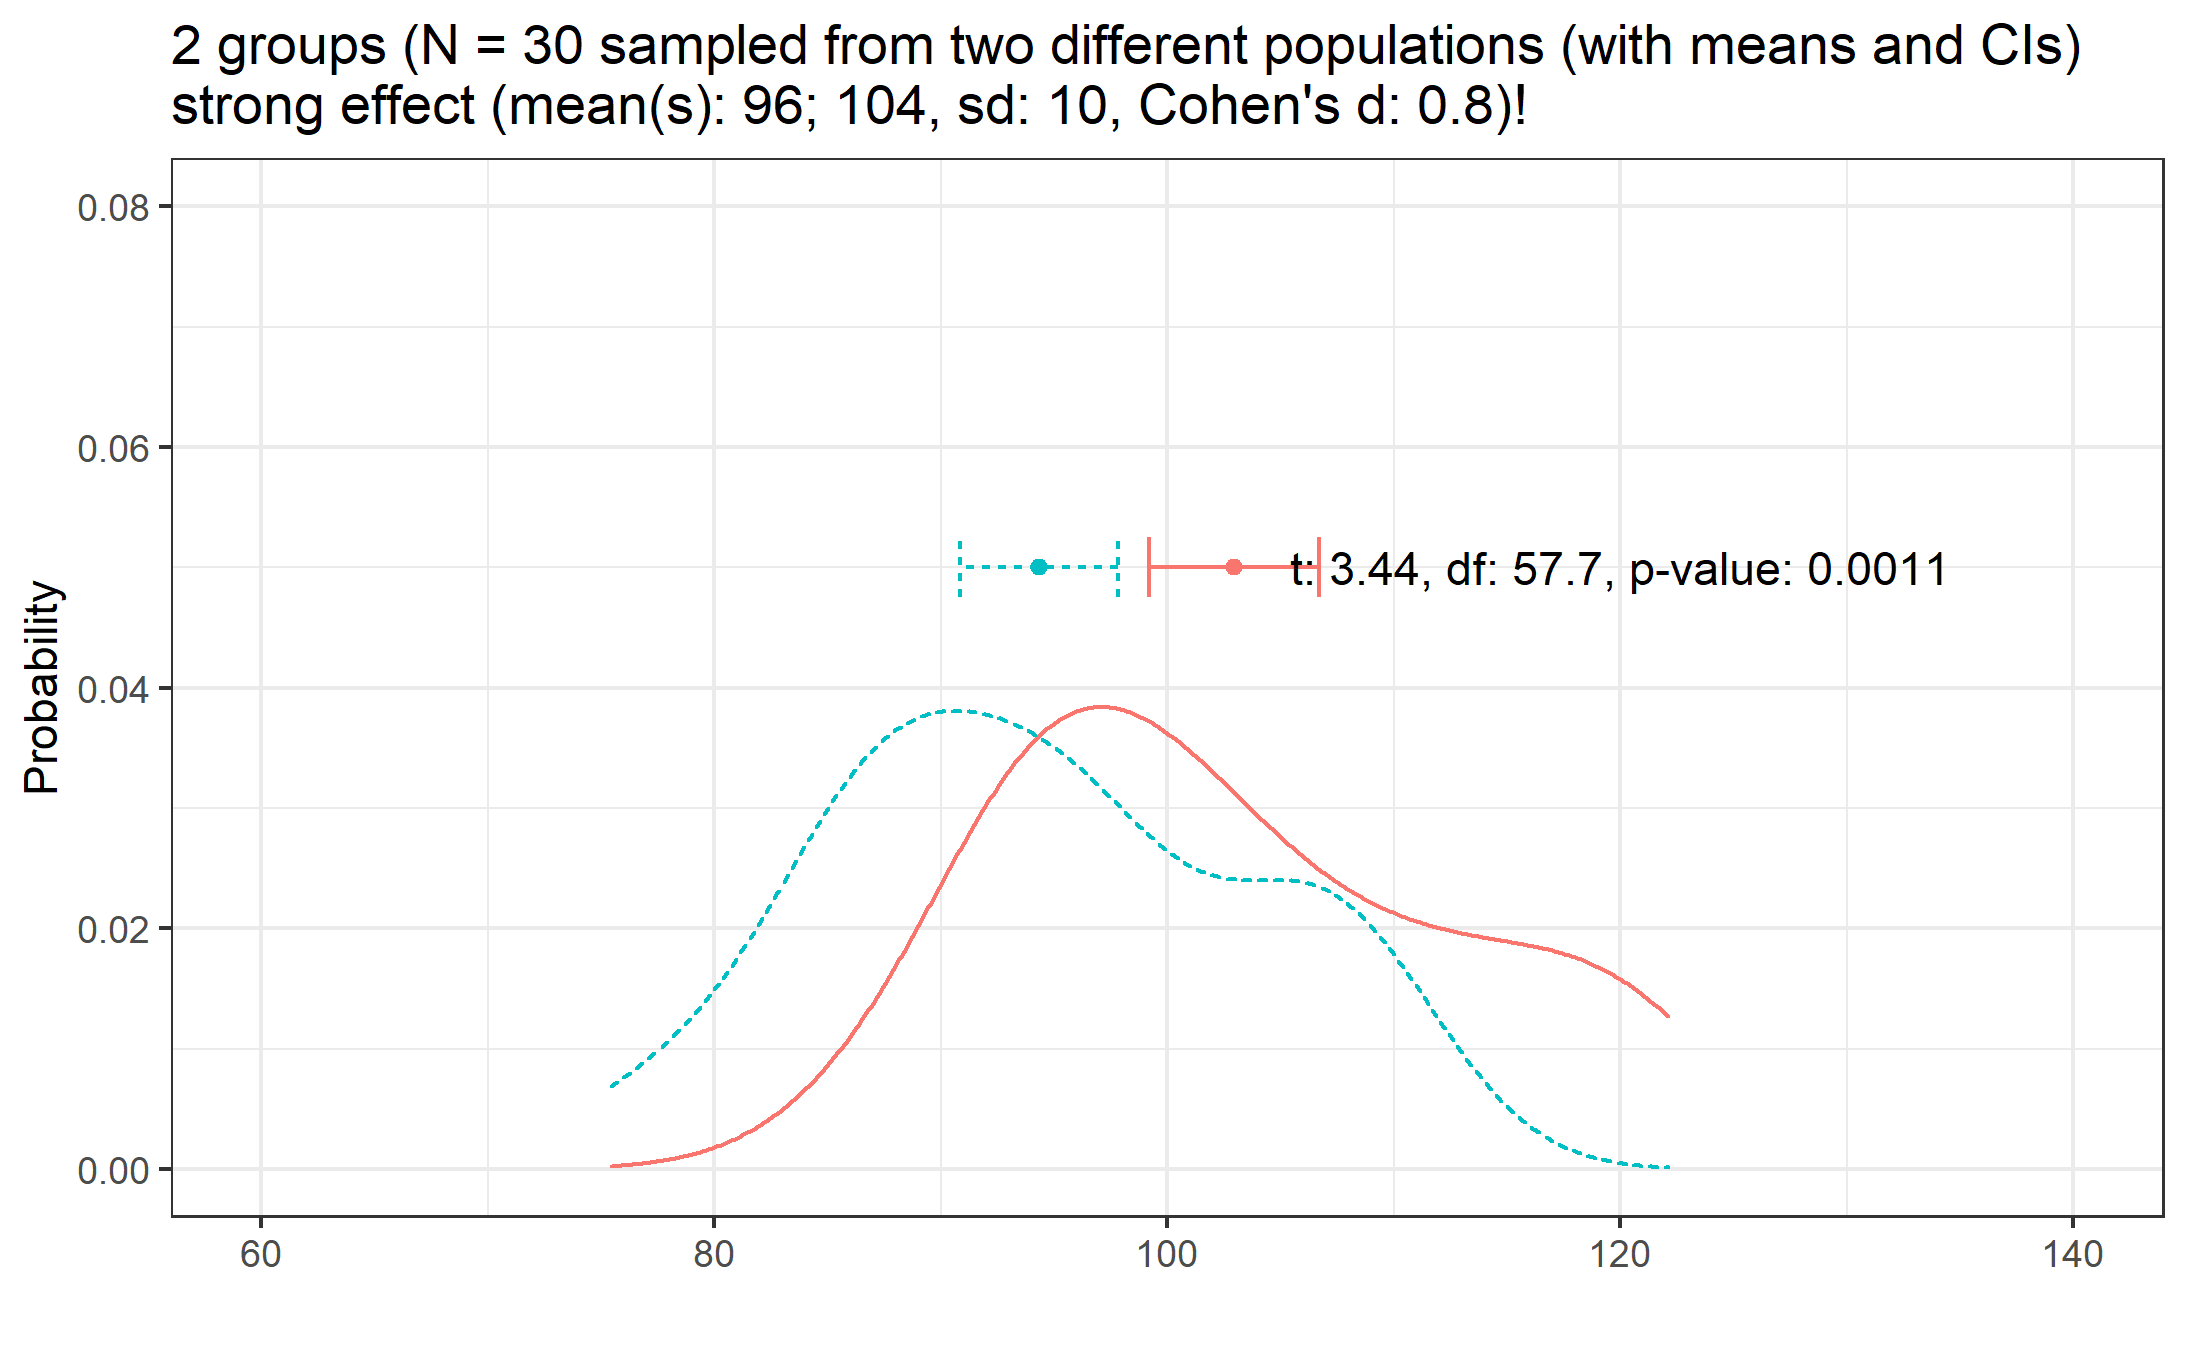 2 groups (N = 30 sampled from two different populations (with means and CIs)
strong effect (mean(s): 96; 104, sd: 10, Cohen's d: 0.8)!
0.08
0.06
t: 3.44, df: 57.7, p-value: 0.0011
Probability
0.04
0.02
0.00
60
80
100
120
140